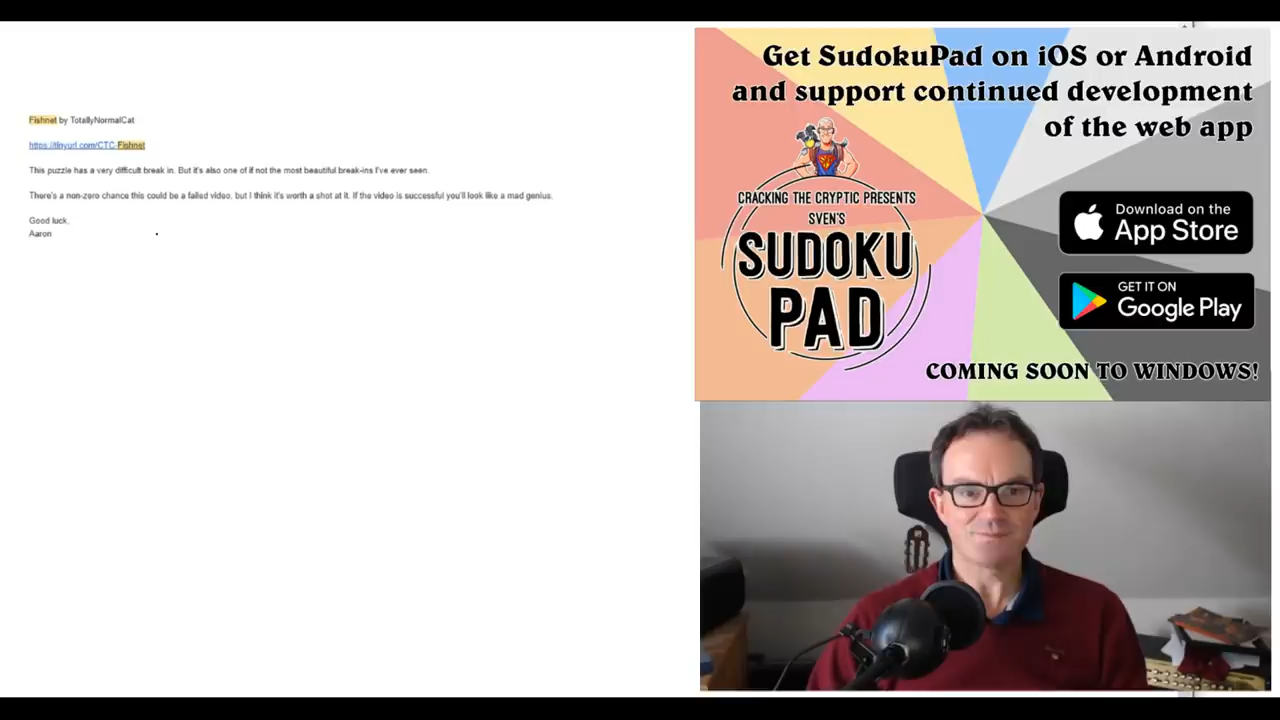 Fishnet by TotallyNormalCat
https://tinyurl.com/CTC-Fishnet
This puzzle has a very difficult break in. But it's also one of if not the most beautiful break-ins I've ever seen.
There's a non-zero chance this could be a failed video, but I think it's worth a shot at it. If the video is successful you'll look like a mad genius.
Good luck,
Aaron
Get SudokuPad on iOS or Android
and support continued development
of the web app
CRACKING THE CRYPTIC PRESENTS
SVEN'S
SUDOKU
PAD
Download on the
App Store
GET IT ON
Google Play
COMING SOON TO WINDOWS!